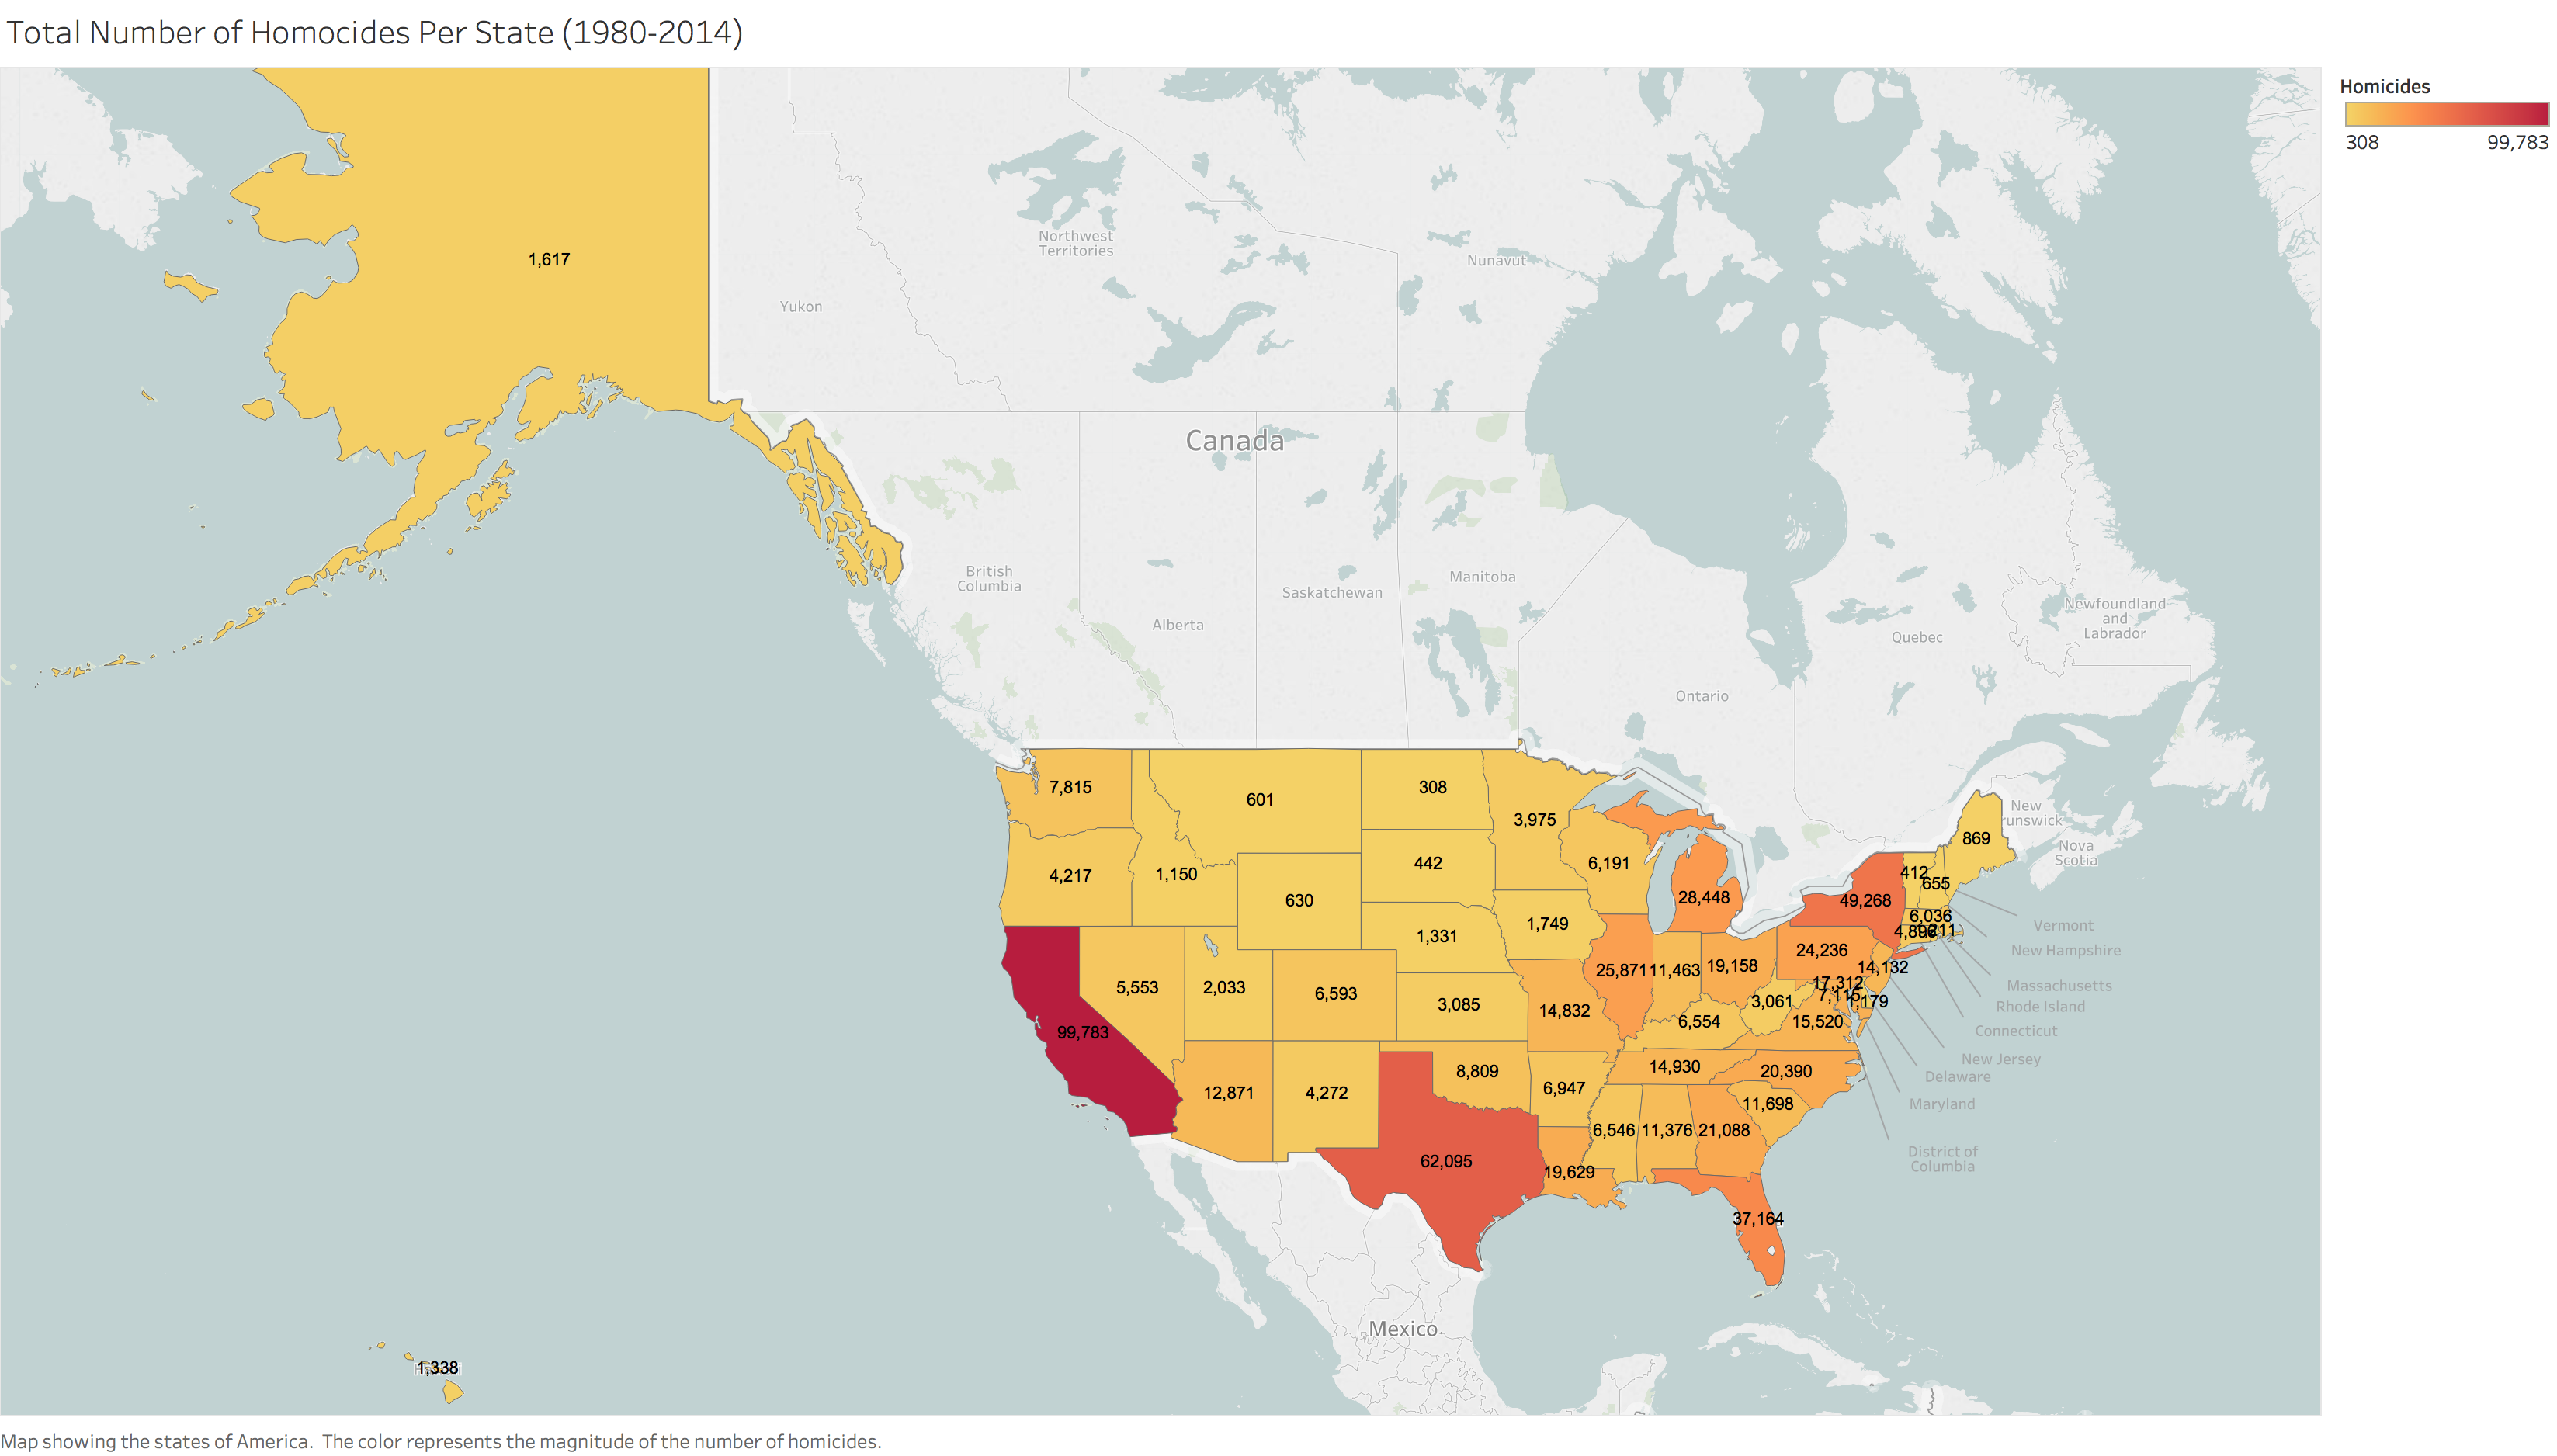 Total Number of Homocides Per State (1980-2014)
Homicides
308 99,783
1,617
Northwest
Territories
Nunavut
Yukon
Canada
British
Columbia
Alberta
Saskatchewan
Manitoba
Ontario
Quebec
Newfoundland
and
Labrador
New
runswick
Nova
Scotia
7,815
601
308
3,975
869
4,217
1,150
630
442
6,191
28,448
49,268
412
655
1,331
1,749
6,036
1,211
Vermont
New Hampshire
Massachusetts
Rhode Island
Connecticut
New Jersey
Delaware
Maryland
District of
Columbia
99,783
5,553
2,033
6,593
3,085
14,832
25,871
11,463
19,158
24,236
14,132
17,312
7,115
1,179
3,061
6,554
15,520
12,871
4,272
8,809
6,947
14,930
20,390
11,698
62,095
19,629
6,546
11,376
21,088
37,164
Mexico
1,338
Map showing the states of America. The color represents the magnitude of the number of homicides.